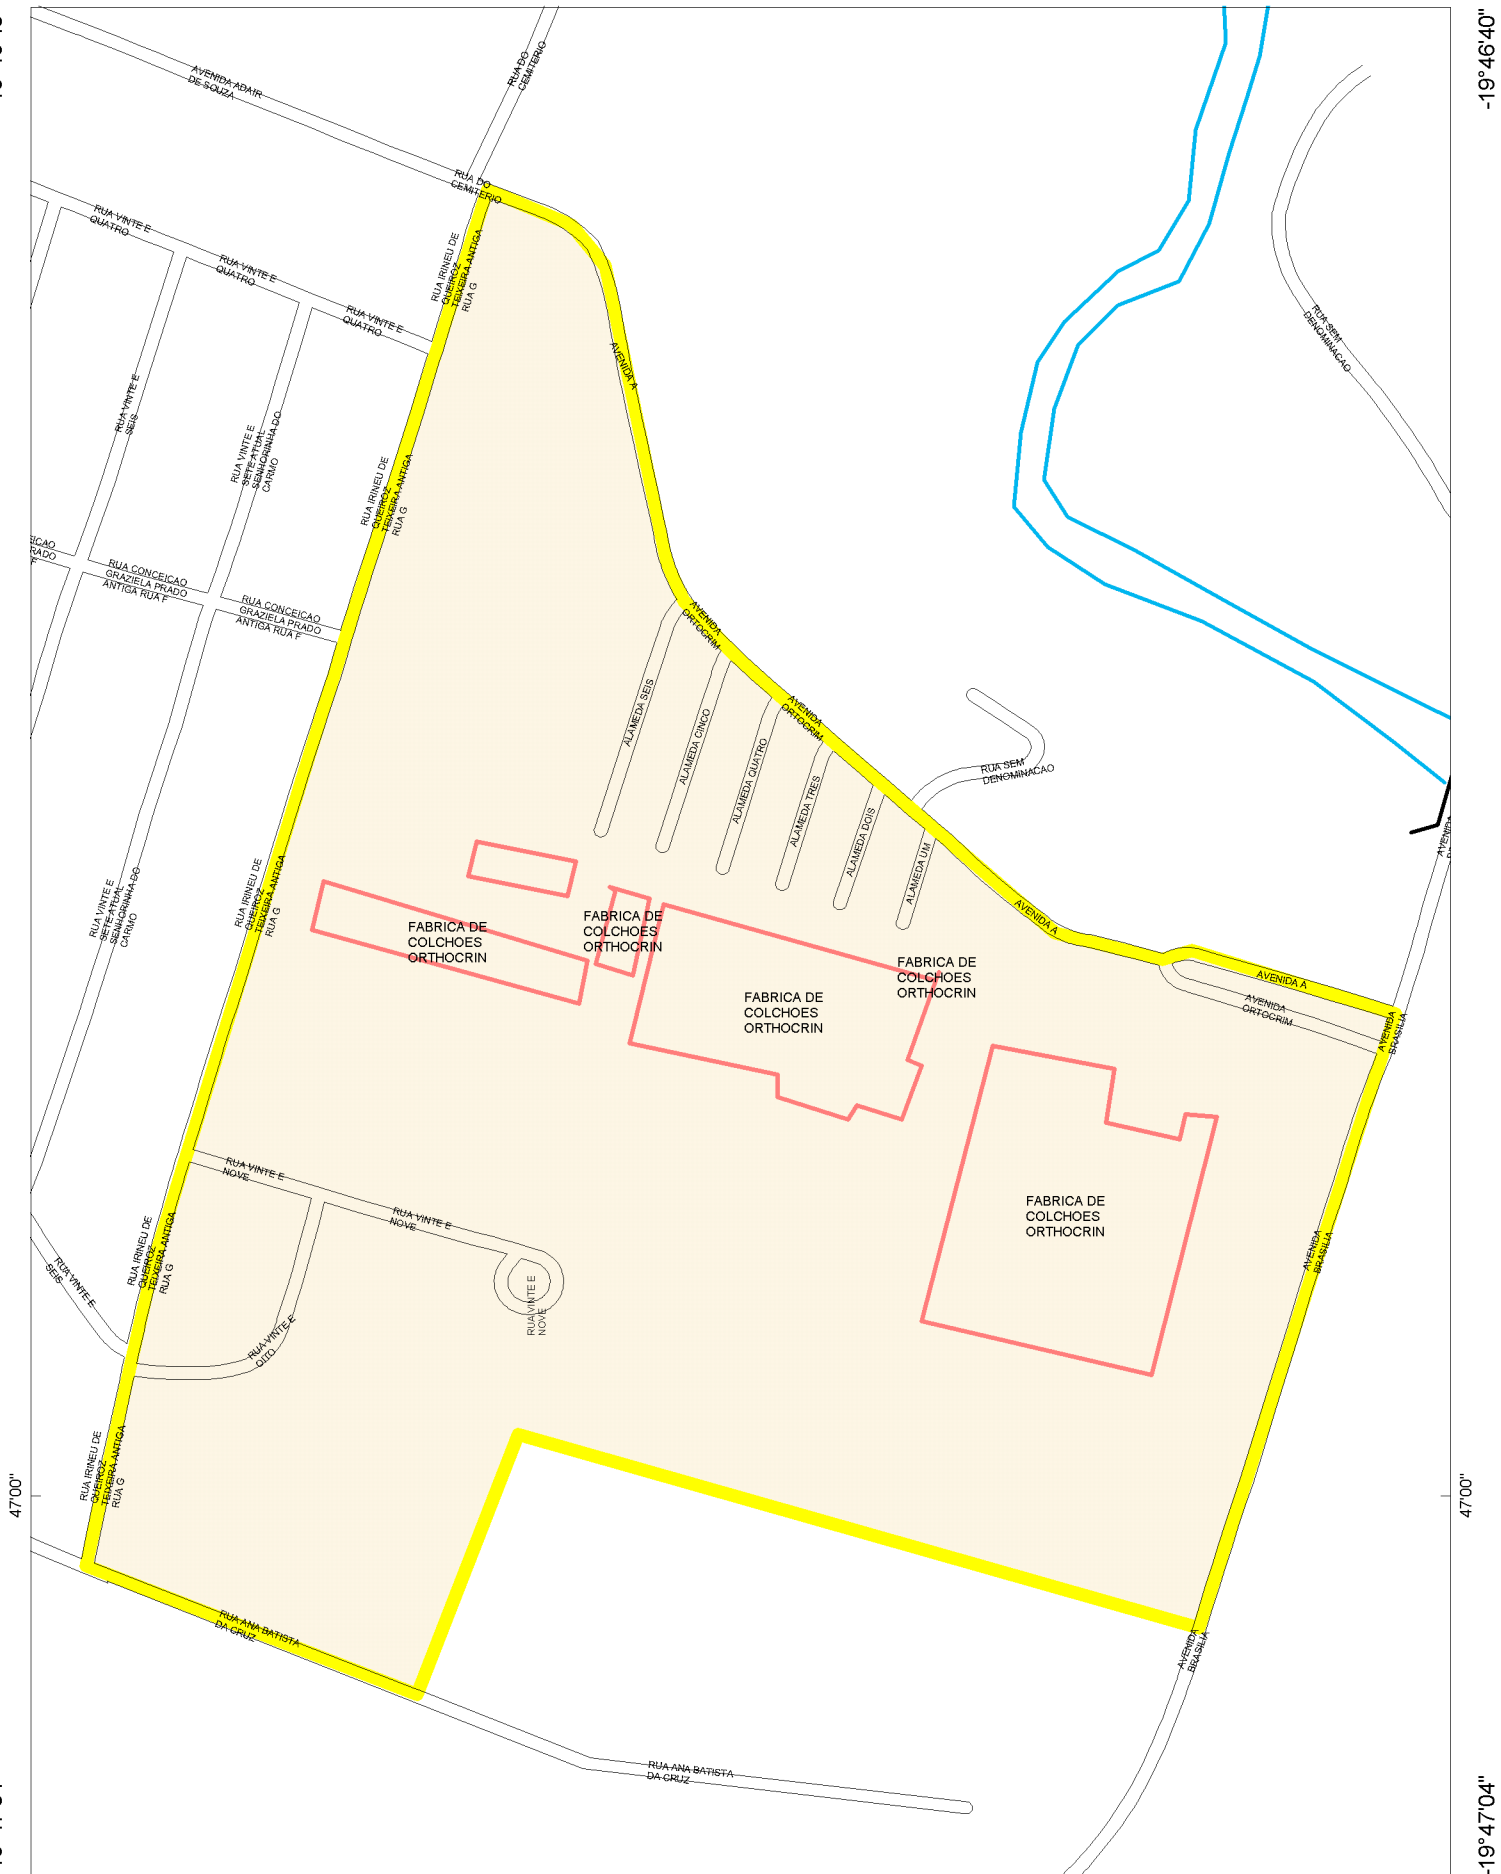 -19°46'40"
AVENIDA ADAIR
DE SOUZA
RUA DO
CEMITERIO
RUA DO
CEMITERIO
RUA VINTE E
QUATRO
RUA VINTE E
QUATRO
RUA VINTE E
QUATRO
RUA IRINEU DE
QUEIROZ
TEIXEIRA ANTIGA
RUA G
AVENIDA A
RUA SEM
DENOMINACAO
RUA VINTE E
SEIS
RUA VINTE E
SETE ATUAL
SENHORINHA DO
CARMO
RUA IRINEU DE
QUEIROZ
TEIXEIRA ANTIGA
RUA G
RUA CONCEICAO
GRAZIELA PRADO
ANTIGA RUA F
RUA CONCEICAO
GRAZIELA PRADO
ANTIGA RUA F
AVENIDA
ORTOCRIM
ALAMEDA SEIS
ALAMEDA CINCO
ALAMEDA QUATRO
AVENIDA
ORTOCRIM
ALAMEDA TRES
ALAMEDA DOIS
ALAMEDA UM
RUA SEM
DENOMINACAO
AVENIDA
RUA VINTE E
SETE ATUAL
SENHORINHA DO
CARMO
RUA IRINEU DE
QUEIROZ
TEIXEIRA ANTIGA
RUA G
FABRICA DE
COLCHOES
ORTHOCRIN
FABRICA DE
COLCHOES
ORTHOCRIN
FABRICA DE
COLCHOES
ORTHOCRIN
FABRICA DE
COLCHOES
ORTHOCRIN
AVENIDA A
AVENIDA A
AVENIDA
ORTOCRIM
AVENIDA
BRASILIA
RUA VINTE E
NOVE
RUA VINTE E
NOVE
RUA VINTE E
NOVE
FABRICA DE
COLCHOES
ORTHOCRIN
AVENIDA
BRASILIA
RUA IRINEU DE
QUEIROZ
TEIXEIRA ANTIGA
RUA G
RUA VINTE E
SEIS
RUA VINTE E
OITO
RUA IRINEU DE
QUEIROZ
TEIXEIRA ANTIGA
RUA G
47'00"
47'00"
RUA ANA BATISTA
DA CRUZ
AVENIDA
BRASILIA
RUA ANA BATISTA
DA CRUZ
-19°47'04"